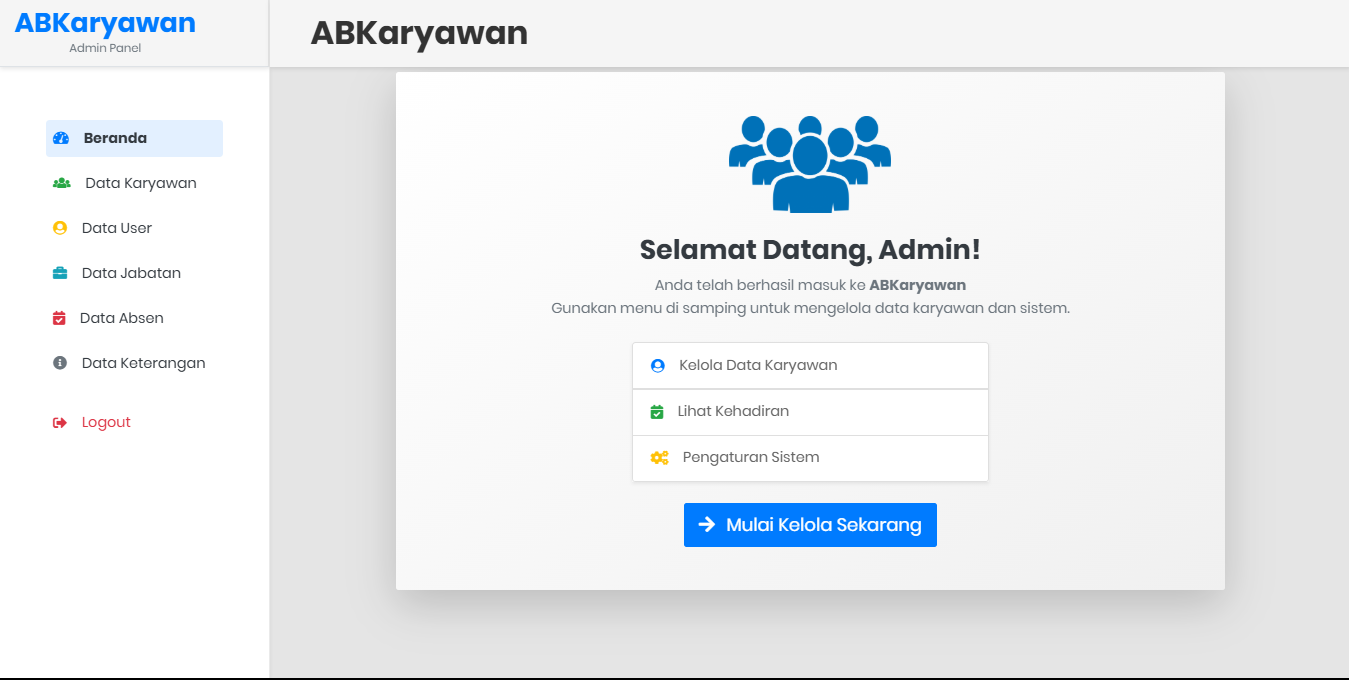 ABKaryawan
Admin Panel
Beranda
Data Karyawan
Data User
Data Jabatan
Data Absen
Data Keterangan
Logout
ABKaryawan
Selamat Datang, Admin!
Anda telah berhasil masuk ke ABKaryawan
Gunakan menu di samping untuk mengelola data karyawan dan sistem.
Kelola Data Karyawan
Lihat Kehadiran
Pengaturan Sistem
Mulai Kelola Sekarang